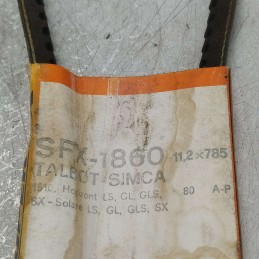 SFX-1860 11,2×785
TALBOT-SIMCA
1510, Horizont LS, GL, GLS, 80 A-P
SX - Solara LS, GL, GLS, SX